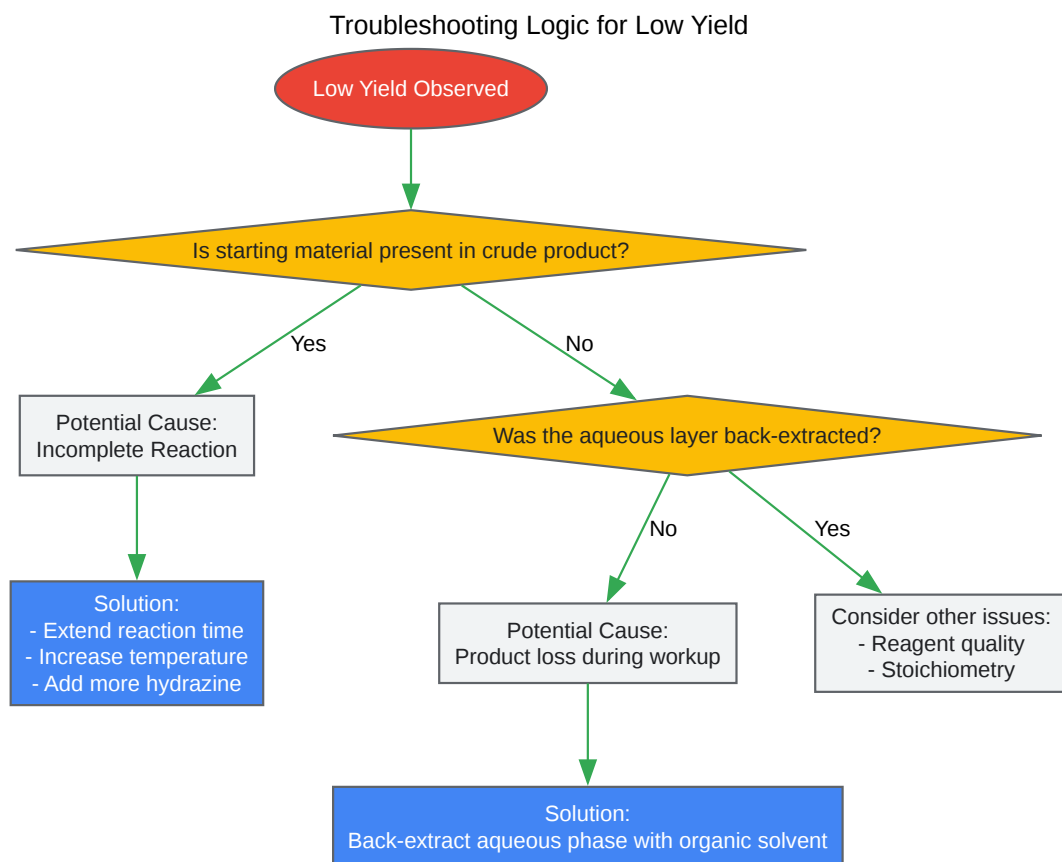 Troubleshooting Logic for Low Yield
Low Yield Observed
Is starting material present in crude product?
Yes
No
Potential Cause:
Incomplete Reaction
Was the aqueous layer back-extracted?
No
Yes
Solution:
- Extend reaction time
- Increase temperature
- Add more hydrazine
Potential Cause:
Product loss during workup
Consider other issues:
- Reagent quality
- Stoichiometry
Solution:
Back-extract aqueous phase with organic solvent